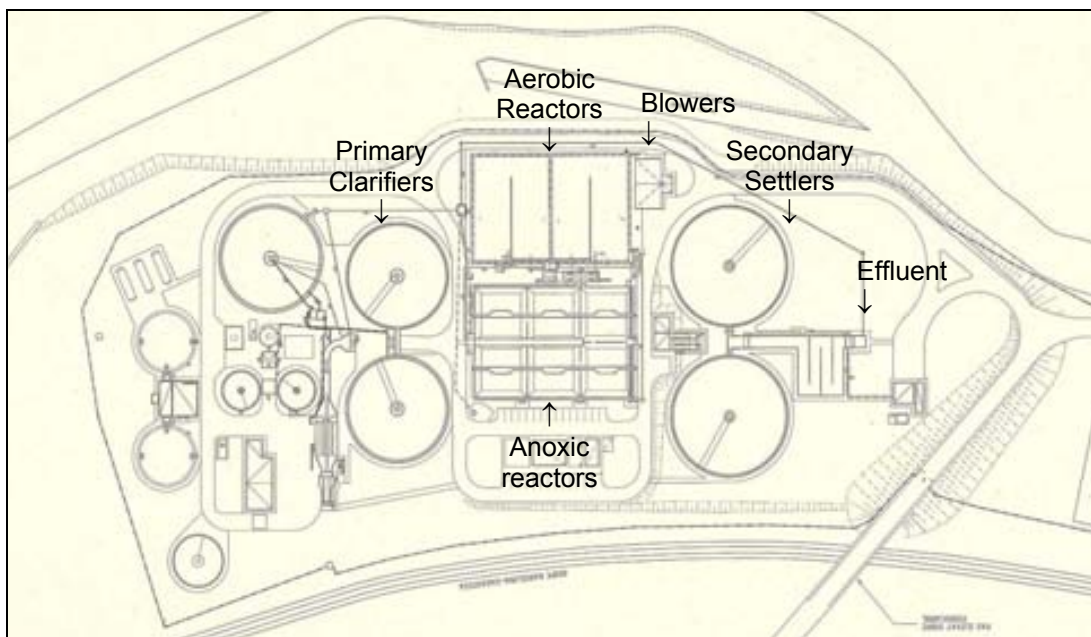 Aerobic
Reactors
Blowers
Primary
Clarifiers
Secondary
Settlers
Effluent
Anoxic
reactors